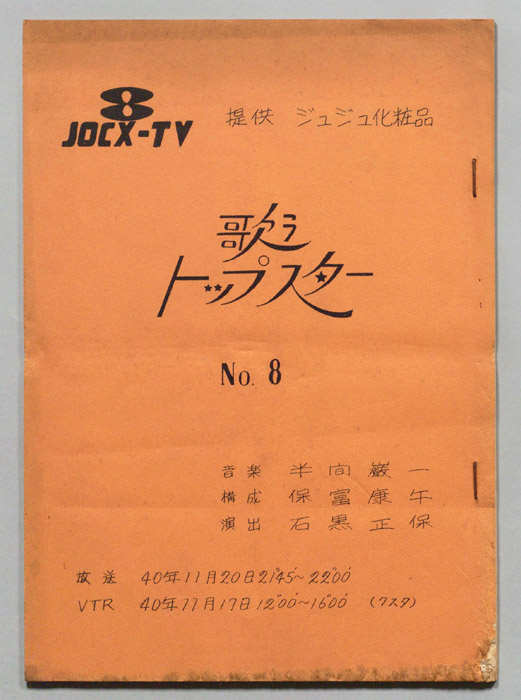 8
JOCX-TV
提供 ジュジュ化粧品
歌う
トップスター
No. 8
音楽 半間巌一
構成 保富康午
演出 石黒正保
放送 40年11月20日21°45'~22°00'
VTR 40年11月17日12°00'~16°00' (7スタ)